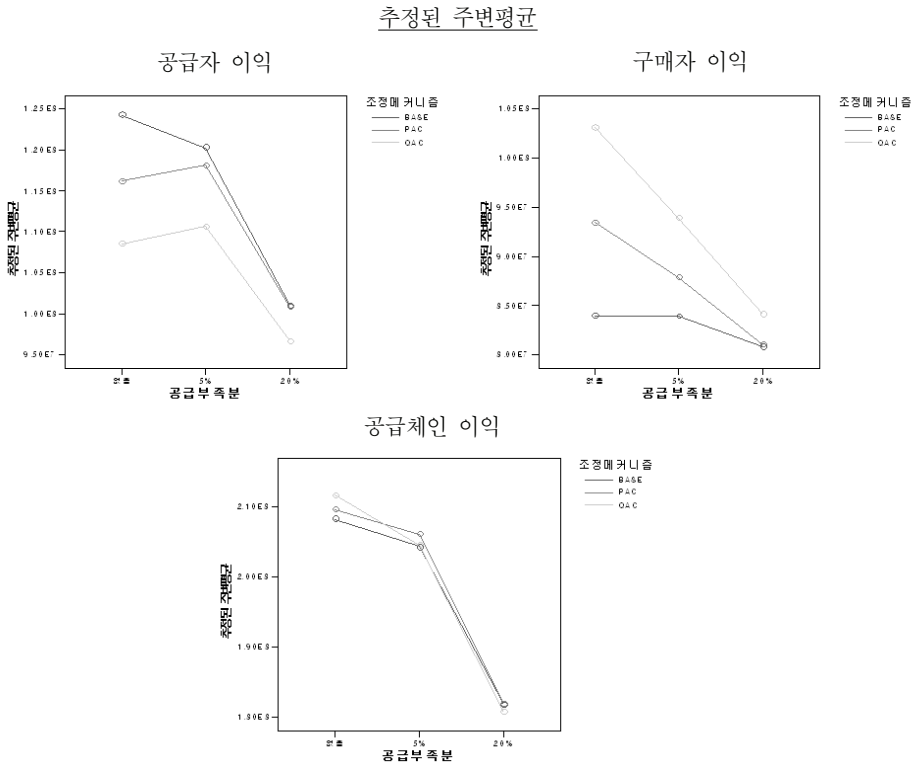 추정된 주변평균
공급자 이익
구매자 이익
조정메커니즘
BASE
PAC
QAC
1.25E8
1.20E8
1.15E8
1.10E8
1.05E8
1.00E8
9.50E7
추정된 주변평균
없음
5%
20%
공급부족분
조정메커니즘
BASE
PAC
QAC
1.05E8
1.00E8
9.50E7
9.00E7
8.50E7
8.00E7
추정된 주변평균
없음
5%
20%
공급부족분
공급체인 이익
조정메커니즘
BASE
PAC
QAC
2.10E8
2.00E8
1.90E8
1.80E8
추정된 주변평균
없음
5%
20%
공급부족분